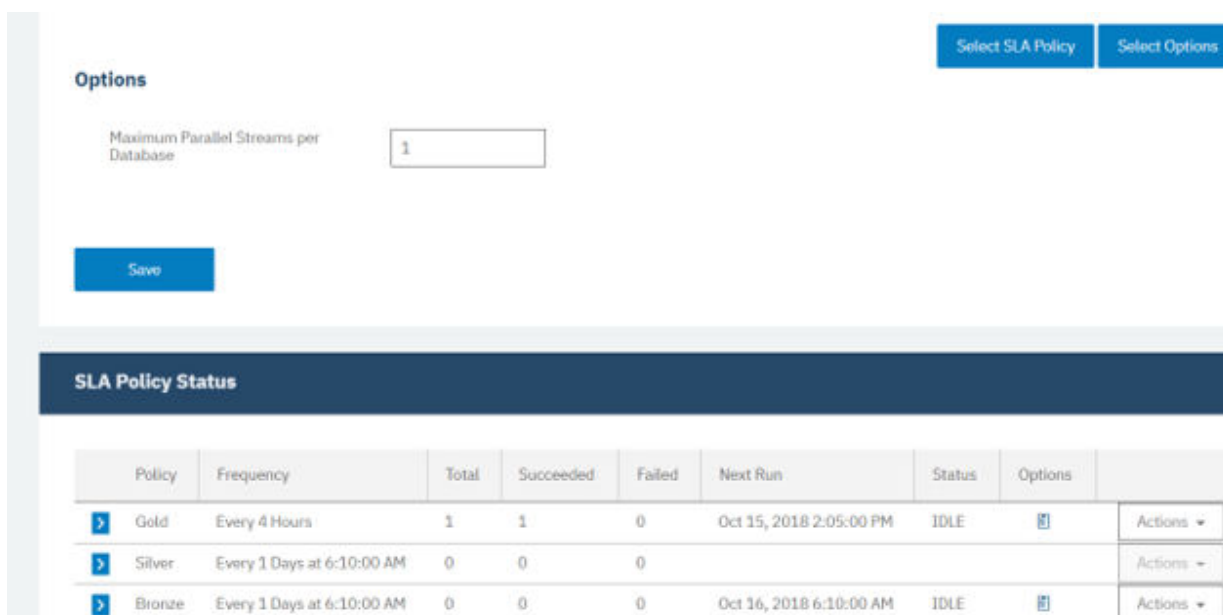 Select SLA Policy Select Options
Options
Maximum Parallel Streams per
Database
1
Save
SLA Policy Status
Policy Frequency Total Succeeded Failed Next Run Status Options
Gold Every 4 Hours 1 1 0 Oct 15, 2018 2:05:00 PM IDLE Actions
Silver Every 1 Days at 6:10:00 AM 0 0 0 Actions
Bronze Every 1 Days at 6:10:00 AM 0 0 0 Oct 16, 2018 6:10:00 AM IDLE Actions